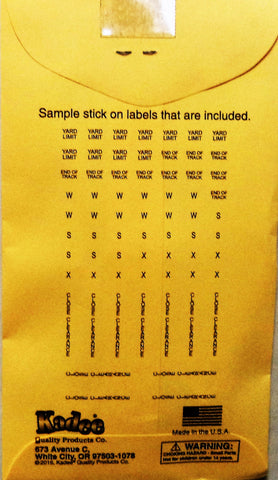 Sample stick on labels that are included.
YARD YARD YARD YARD YARD YARD YARD
LIMIT LIMIT LIMIT LIMIT LIMIT LIMIT LIMIT
YARD YARD YARD YARD END OF END OF END OF
LIMIT LIMIT LIMIT LIMIT TRACK TRACK TRACK
END OF END OF END OF END OF END OF END OF END OF
TRACK TRACK TRACK TRACK TRACK TRACK TRACK
W W W W W W END OF
TRACK
W W W W W W S
S S S S S S S
S S S X X X X
CLOSE CLEARANCE
CLOSE CLEARANCE
CLOSE CLEARANCE
CLOSE CLEARANCE
CLOSE CLEARANCE
CLOSE CLEARANCE
CLOSE CLEARANCE
Kadee
Quality Products Co.
673 Avenue C,
White City, OR 97503-1078
©2016, Kadee® Quality Products Co.
Made in the U.S.A.
WARNING:
CHOKING HAZARD - Small Parts
Not for children under 14 years.